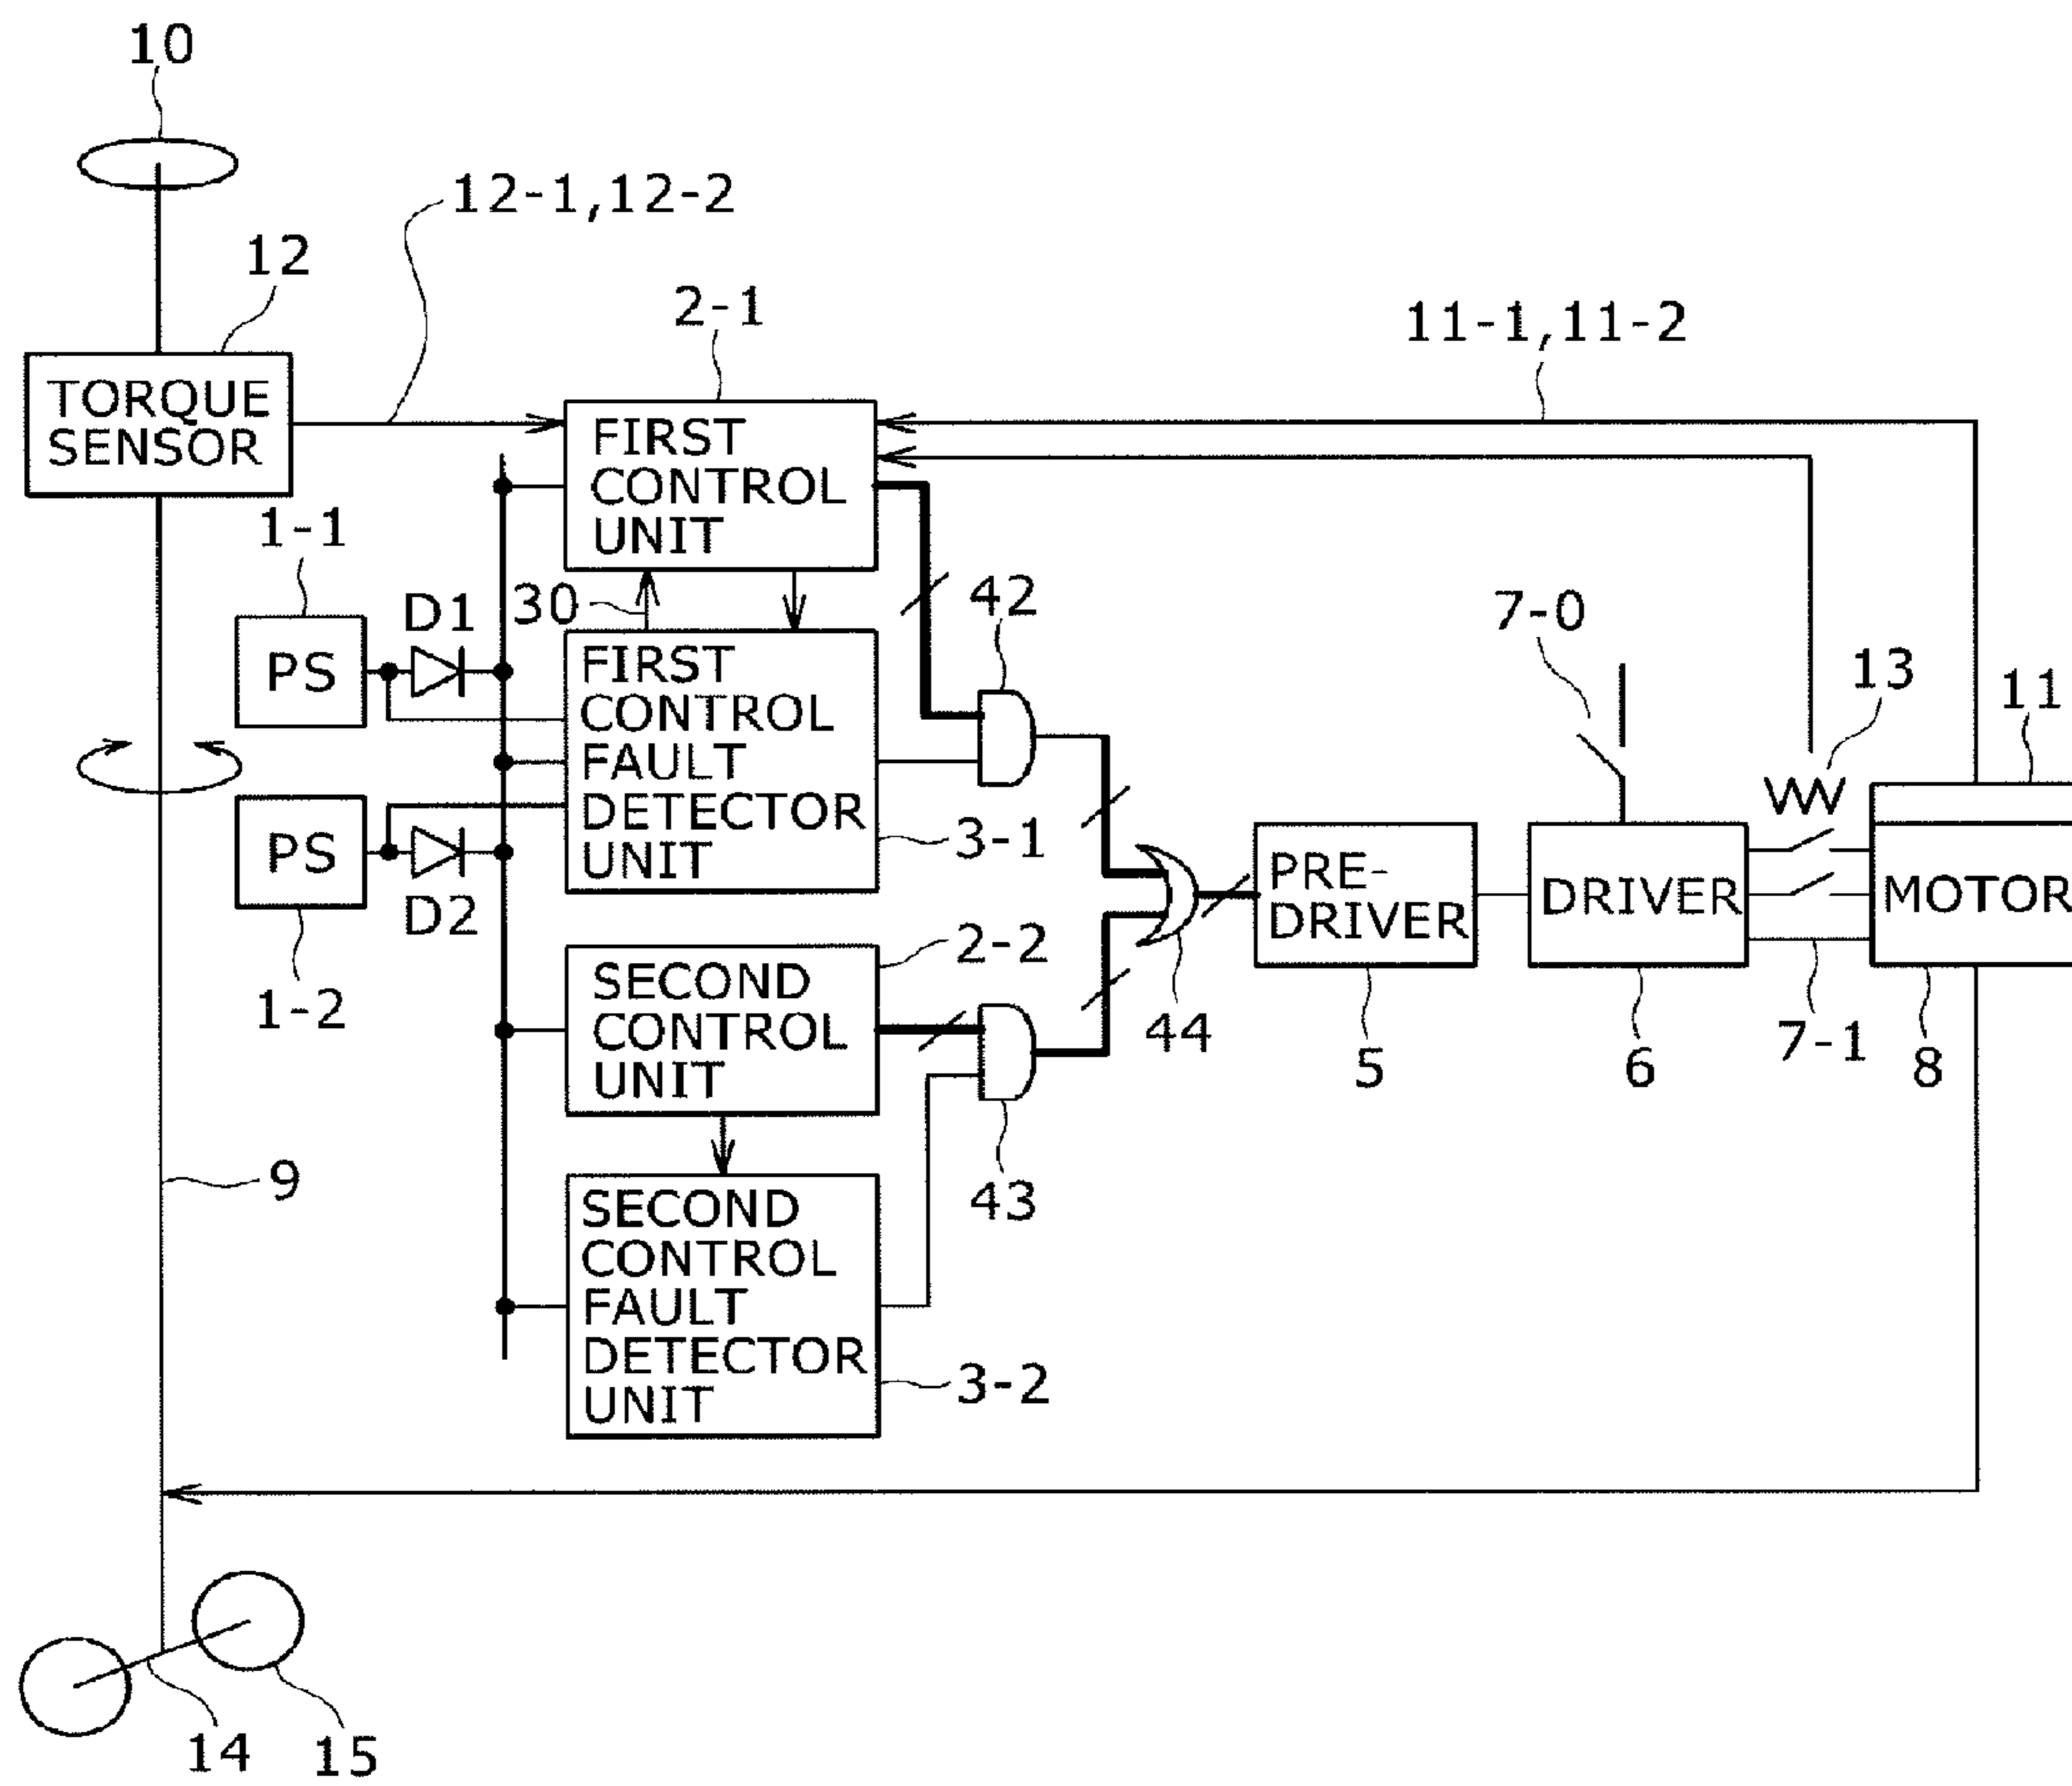 10
12-1,12-2
12
2-1
11-1,11-2
TORQUE
SENSOR
FIRST
CONTROL
UNIT
1-1
D1
30
42
7-0
13
11
PS
FIRST
CONTROL
FAULT
DETECTOR
UNIT
3-1
PS
D2
1-2
PRE-
DRIVER
DRIVER
MOTOR
2-2
SECOND
CONTROL
UNIT
44
5
6
7-1
8
9
43
SECOND
CONTROL
FAULT
DETECTOR
UNIT
3-2
14
15